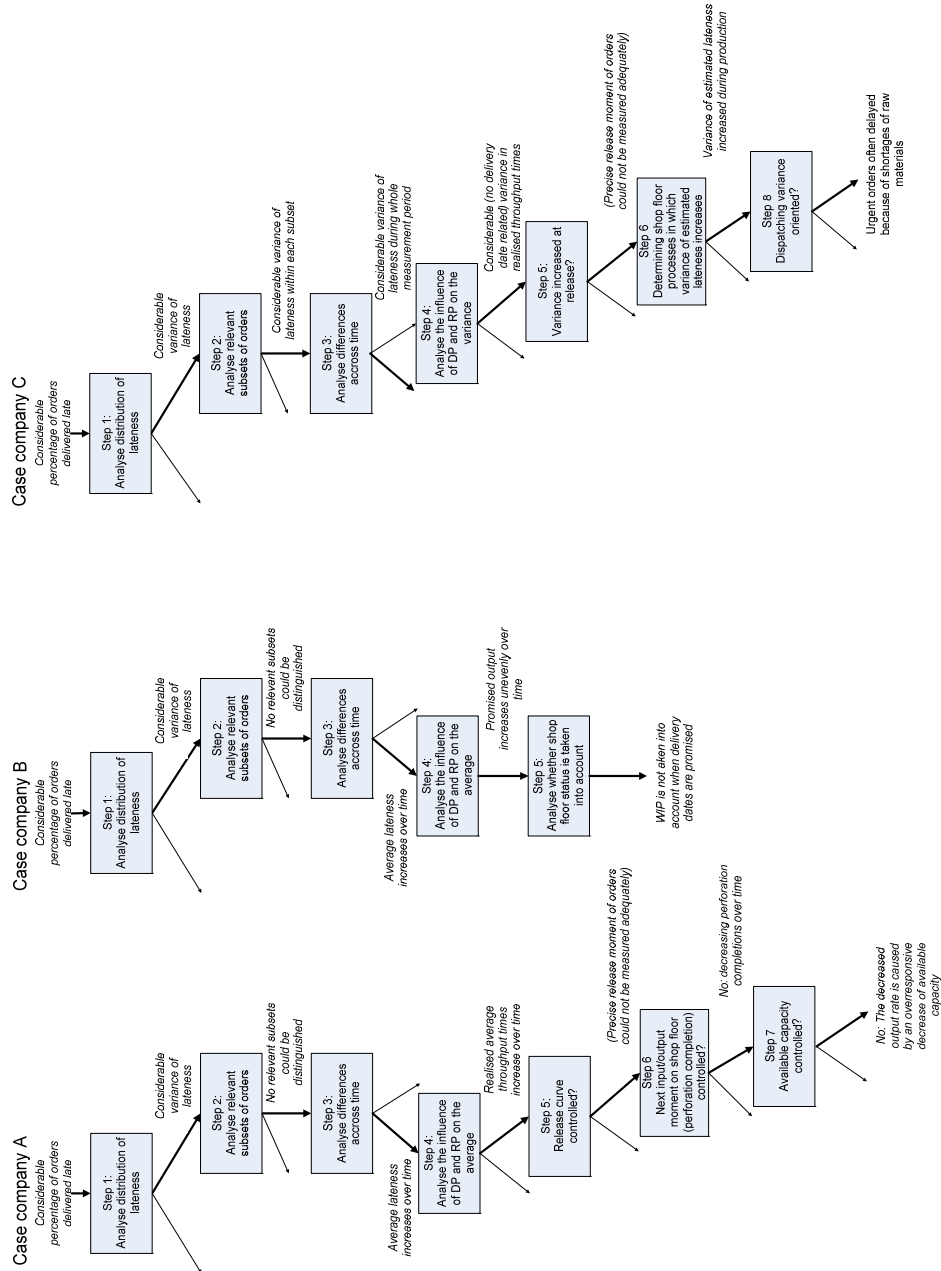 Case company A
Considerable
percentage of orders
delivered late
Step 1:
Analyse distribution of
lateness
Considerable
variance of
lateness
Step 2:
Analyse relevant
subsets of orders
No relevent subsets
could be
distinguished
Step 3:
Analyse differences
accross time
Average lateness
increases over time
Step 4:
Analyse the influence
of DP and RP on the
average
Realised average
throughput times
increase over time
Step 5:
Release curve
controlled?
(Precise release moment of orders
could not be measured adequately)
Step 6
Next input/output
moment on shop floor
(perforation completion)
controlled?
No: decreasing perforation
completions over time
Step 7
Available capacity
controlled?
No: The decreased
output rate is caused
by an overresponsive
decrease of available
capacity
Case company B
Considerable
percentage of orders
delivered late
Step 1:
Analyse distribution of
lateness
Considerable
variance of
lateness
Step 2:
Analyse relevant
subsets of orders
No relevant subsets
could be
distinguished
Step 3:
Analyse differences
accross time
Average lateness
increases over time
Step 4:
Analyse the influence
of DP and RP on the
average
Promised output
increases unevenly over
time
Step 5:
Analyse whether shop
floor status is taken
into account
WIP is not aken into
account when delivery
dates are promised
Case company C
Considerable
percentage of orders
delivered late
Step 1:
Analyse distribution of
lateness
Considerable
variance of
lateness
Step 2:
Analyse relevant
subsets of orders
Considerable variance of
lateness within each subset
Step 3:
Analyse differences
accross time
Considerable variance of
lateness during whole
measurement period
Step 4:
Analyse the influence
of DP and RP on the
variance
Considerable (no delivery
date related) variance in
realised throughput times
Step 5:
Variance increased at
release?
(Precise release moment of orders
could not be measured adequately)
Step 6
Determining shop floor
processes in which
variance of estimated
lateness increases
Variance of estimated lateness
increased during production
Step 8
Dispatching variance
oriented?
Urgent orders often delayed
because of shortages of raw
materials